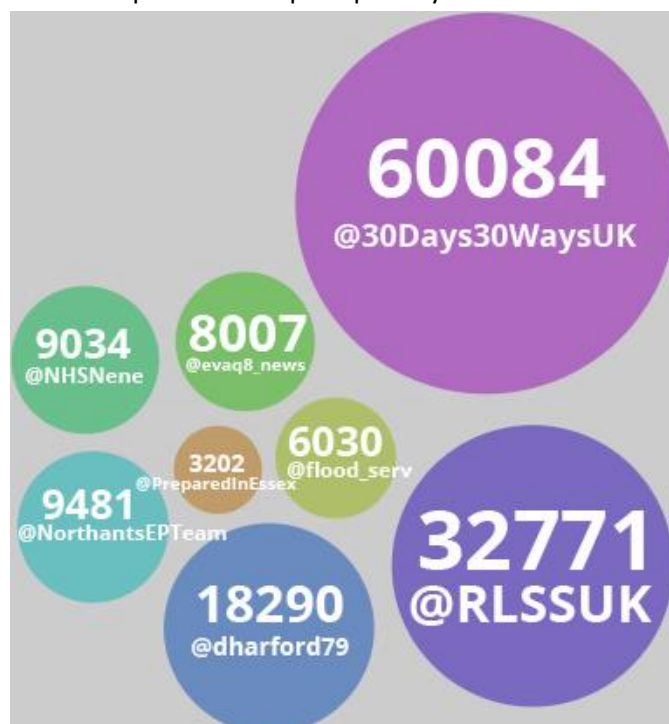 60084
@30Days30WaysUK
9034
@NHSNene
8007
@evaq8_news
3202
@PreparedInEssex
6030
@flood_serv
9481
@NorthantsEPTeam
32771
@RLSSUK
18290
@dharford79